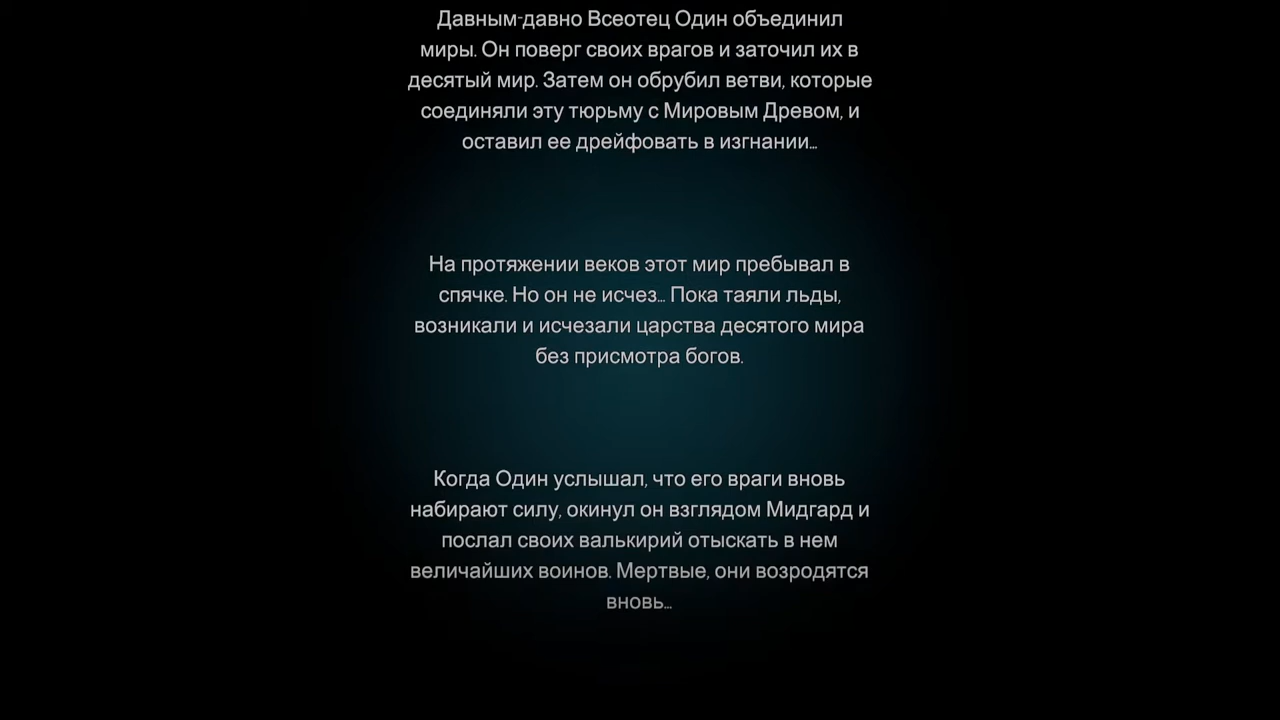 Давным-давно Всеотец Один объединил
миры. Он поверг своих врагов и заточил их в
десятый мир. Затем он обрубил ветви, которые
соединяли эту тюрьму с Мировым Древом, и
оставил ее дрейфовать в изгнании...
На протяжении веков этот мир пребывал в
спячке. Но он не исчез... Пока таяли льды,
возникали и исчезали царства десятого мира
без присмотра богов.
Когда Один услышал, что его враги вновь
набирают силу, окинул он взглядом Мидгард и
послал своих валькирий отыскать в нем
величайших воинов. Мертвые, они возродятся
вновь...